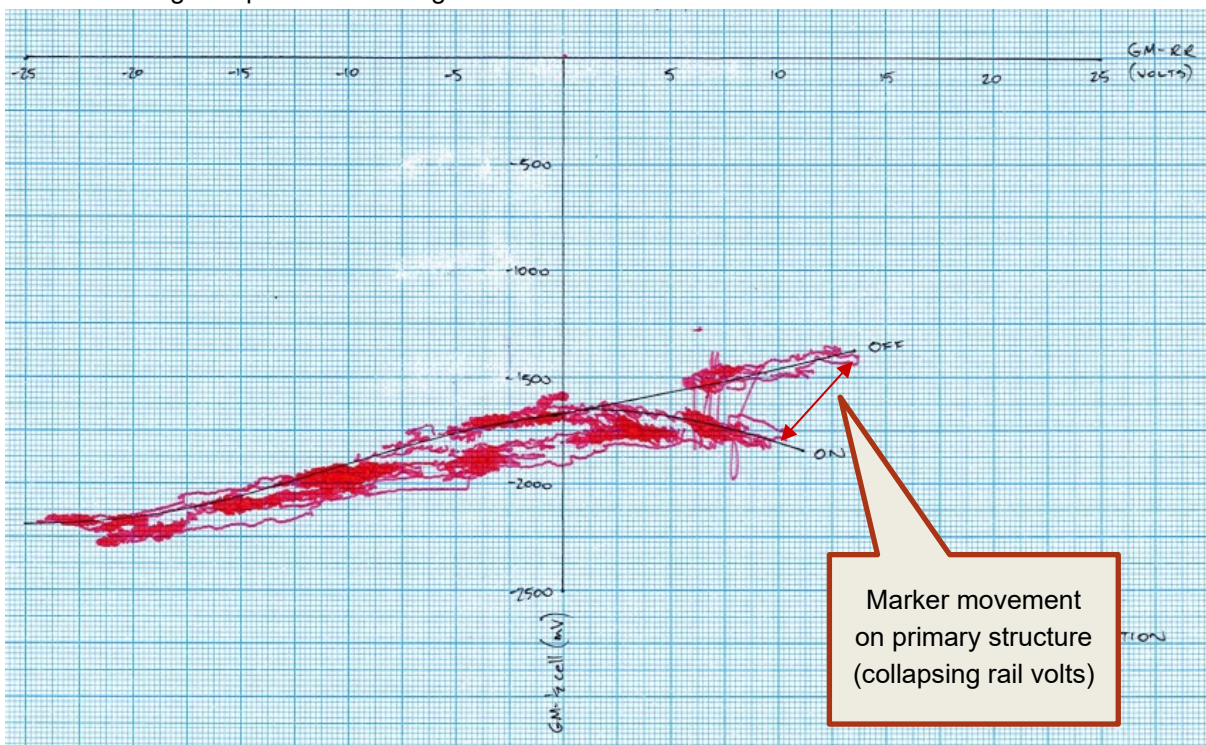 GM-RR
(VOLTS)
-25 -20 -15 -10 -5 5 10 15 20 25
-500
-1000
-1500
OFF
ON
-2000
-2500
GM-½ cell (mV)
Marker movement
on primary structure
(collapsing rail volts)
TION